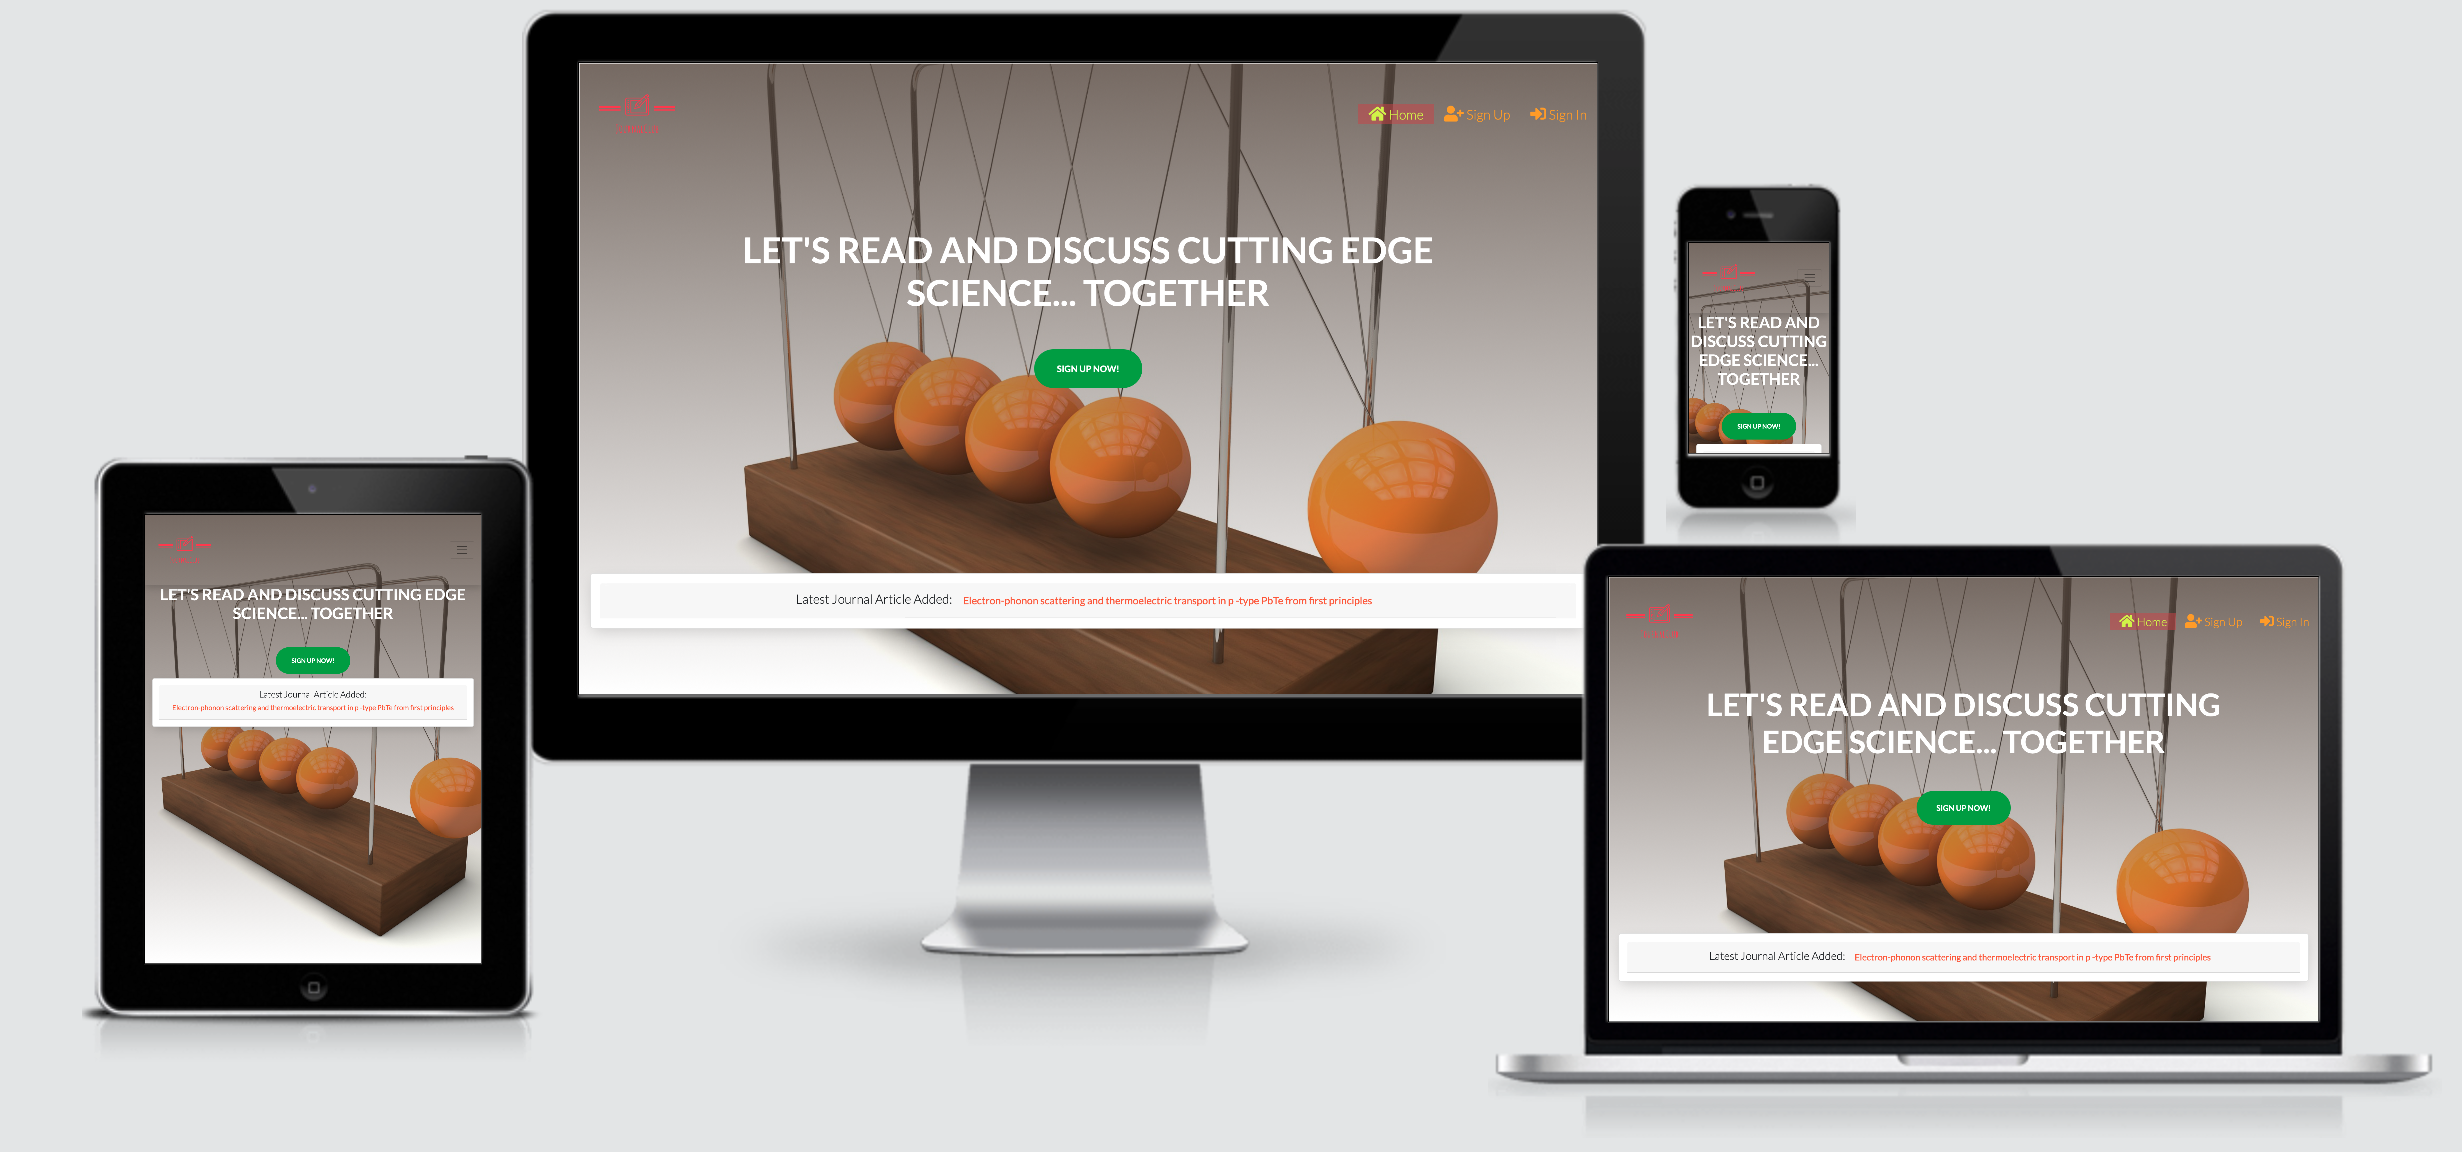 Home Sign Up Sign In
LET'S READ AND DISCUSS CUTTING EDGE
SCIENCE... TOGETHER
SIGN UP NOW!
Latest Journal Article Added: Electron-phonon scattering and thermoelectric transport in p -type PbTe from first principles
LET'S READ AND
DISCUSS CUTTING
EDGE SCIENCE...
TOGETHER
SIGN UP NOW!
LET'S READ AND DISCUSS CUTTING EDGE
SCIENCE... TOGETHER
SIGN UP NOW!
Latest Journal Article Added:
Electron-phonon scattering and thermoelectric transport in p -type PbTe from first principles
Home Sign Up Sign In
LET'S READ AND DISCUSS CUTTING
EDGE SCIENCE... TOGETHER
SIGN UP NOW!
Latest Journal Article Added: Electron-phonon scattering and thermoelectric transport in p -type PbTe from first principles